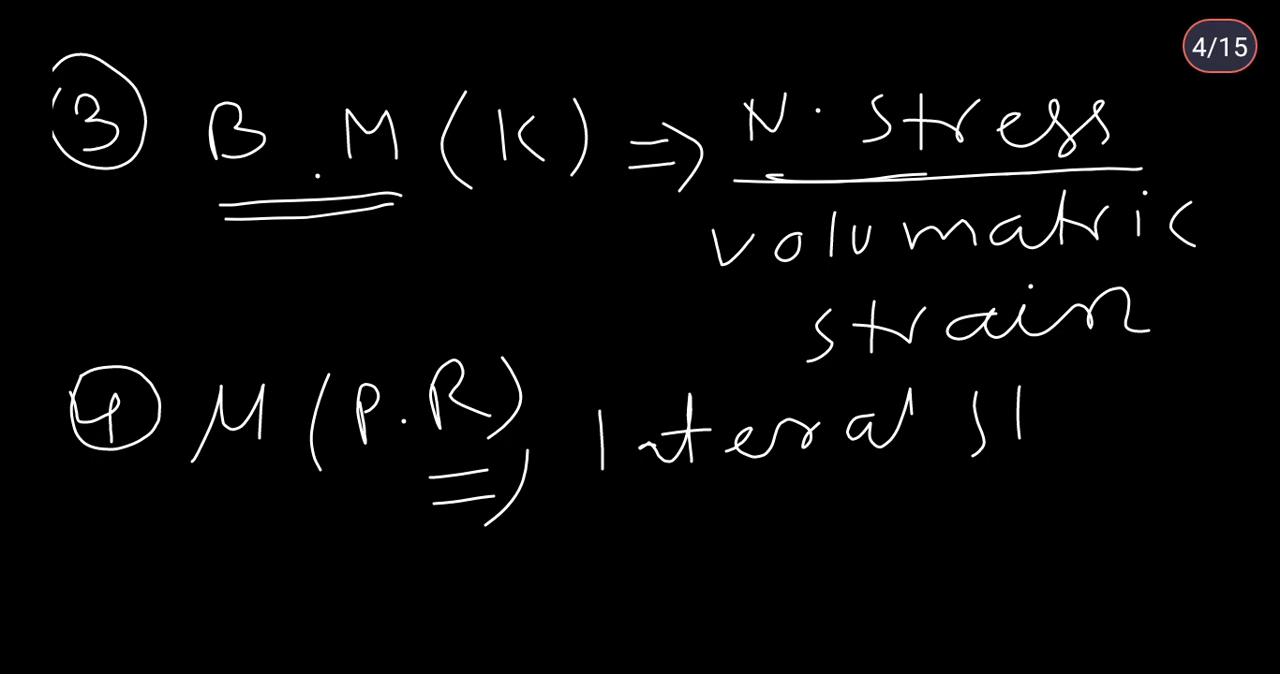 4/15
③ B.M (K) ⇒ N. stress
volumatric
strain
④ μ (P.R) ⇒ lateral